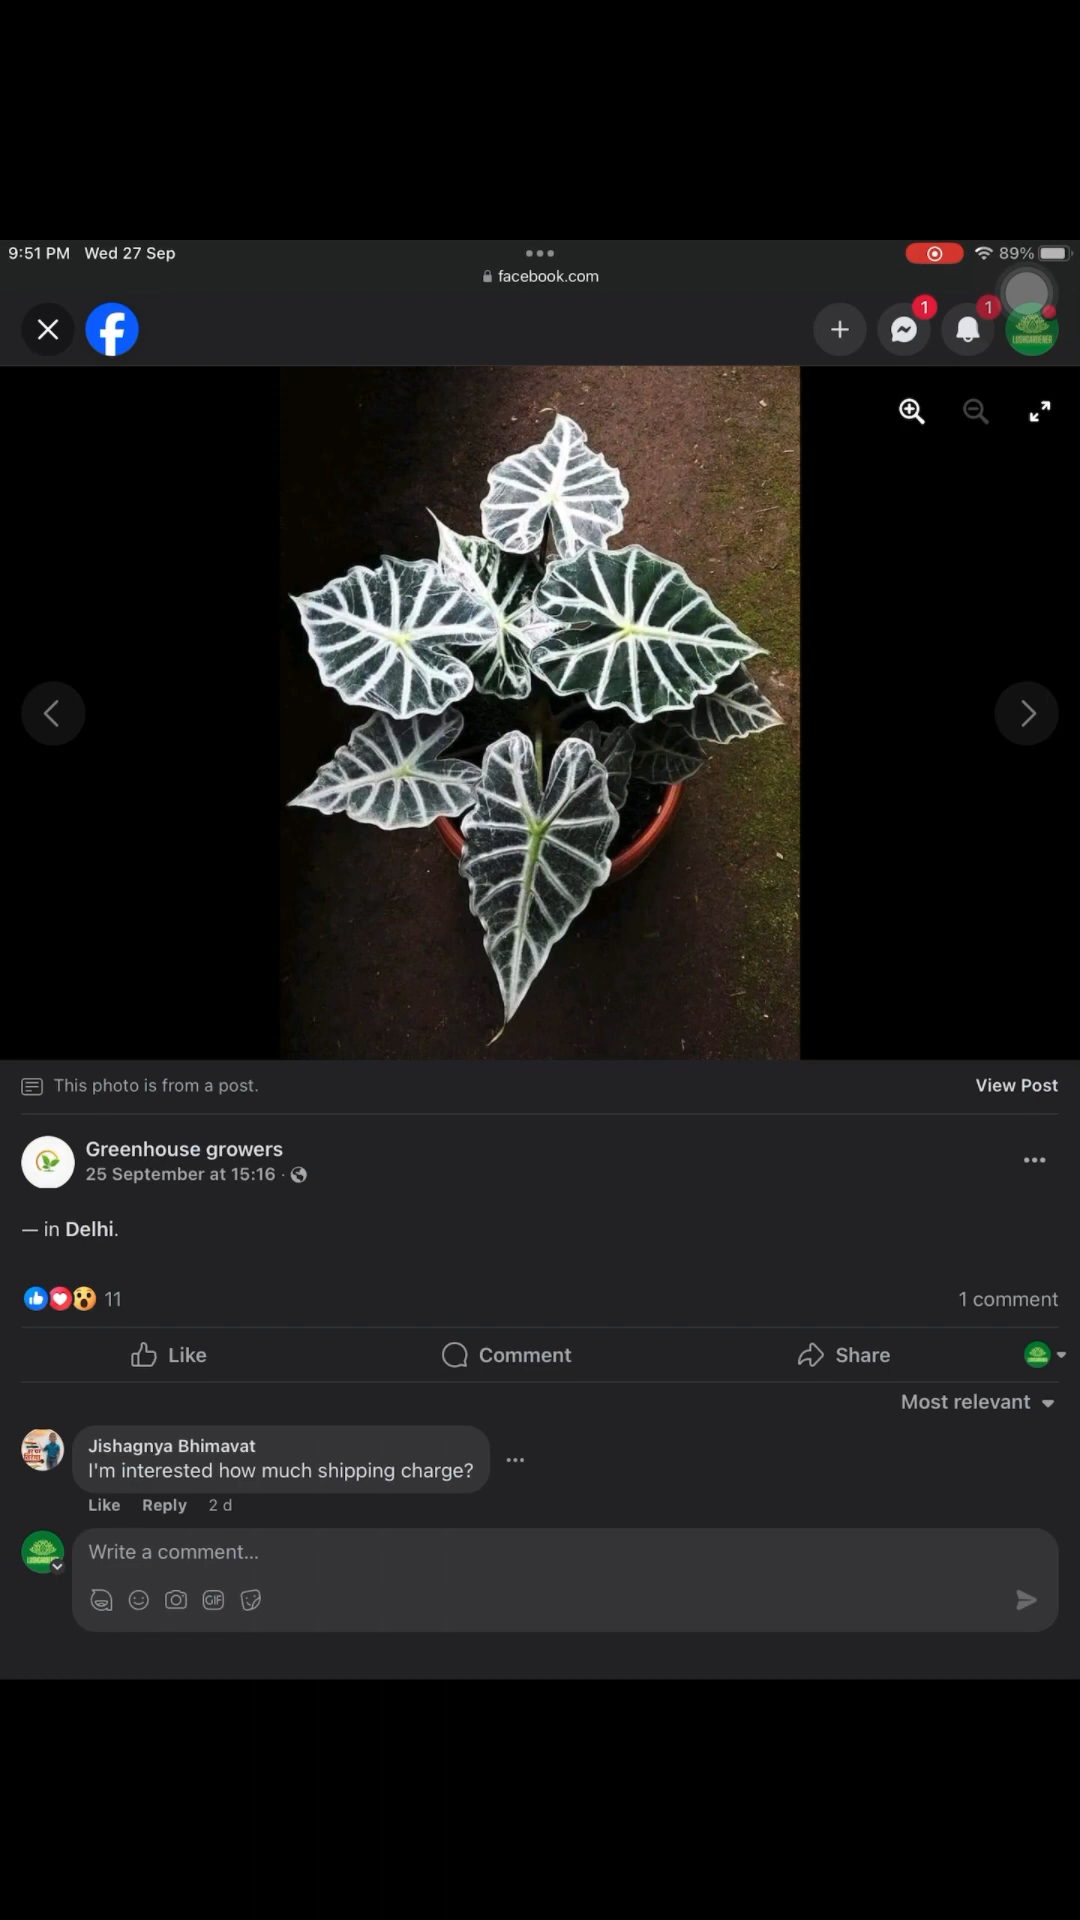 9:51 PM Wed 27 Sep
89%
facebook.com
1
1
LUSHGARDENER
This photo is from a post.
View Post
Greenhouse growers
25 September at 15:16 ·
— in Delhi.
11
1 comment
Like
Comment
Share
Most relevant
Jishagnya Bhimavat
I'm interested how much shipping charge?
Like Reply 2 d
Write a comment...
GIF